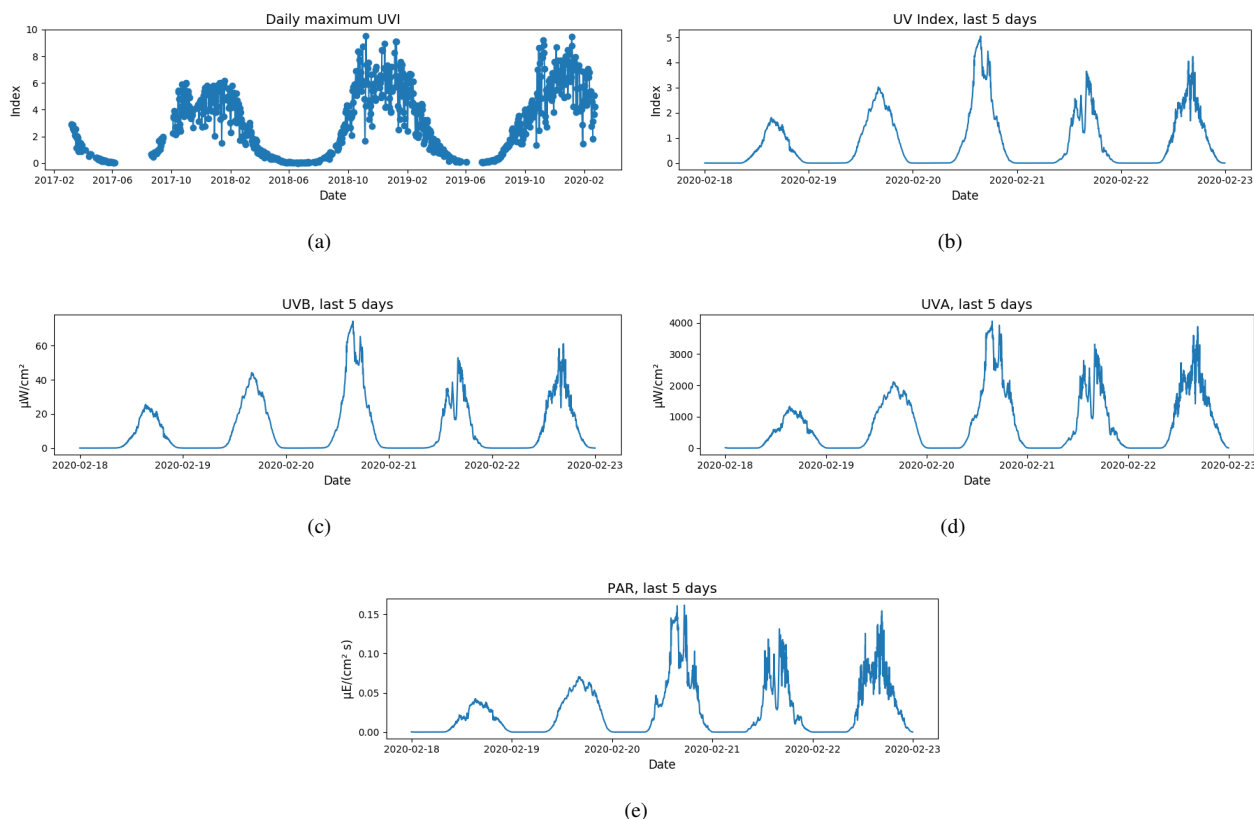 Daily maximum UVI
10
8
6
4
2
0
Index
2017-02 2017-06 2017-10 2018-02 2018-06 2018-10 2019-02 2019-06 2019-10 2020-02
Date
(a)
UV Index, last 5 days
5
4
3
2
1
0
Index
2020-02-18 2020-02-19 2020-02-20 2020-02-21 2020-02-22 2020-02-23
Date
(b)
UVB, last 5 days
60
40
20
0
µW/cm²
2020-02-18 2020-02-19 2020-02-20 2020-02-21 2020-02-22 2020-02-23
Date
(c)
UVA, last 5 days
4000
3000
2000
1000
0
µW/cm²
2020-02-18 2020-02-19 2020-02-20 2020-02-21 2020-02-22 2020-02-23
Date
(d)
PAR, last 5 days
0.15
0.10
0.05
0.00
µE/(cm² s)
2020-02-18 2020-02-19 2020-02-20 2020-02-21 2020-02-22 2020-02-23
Date
(e)